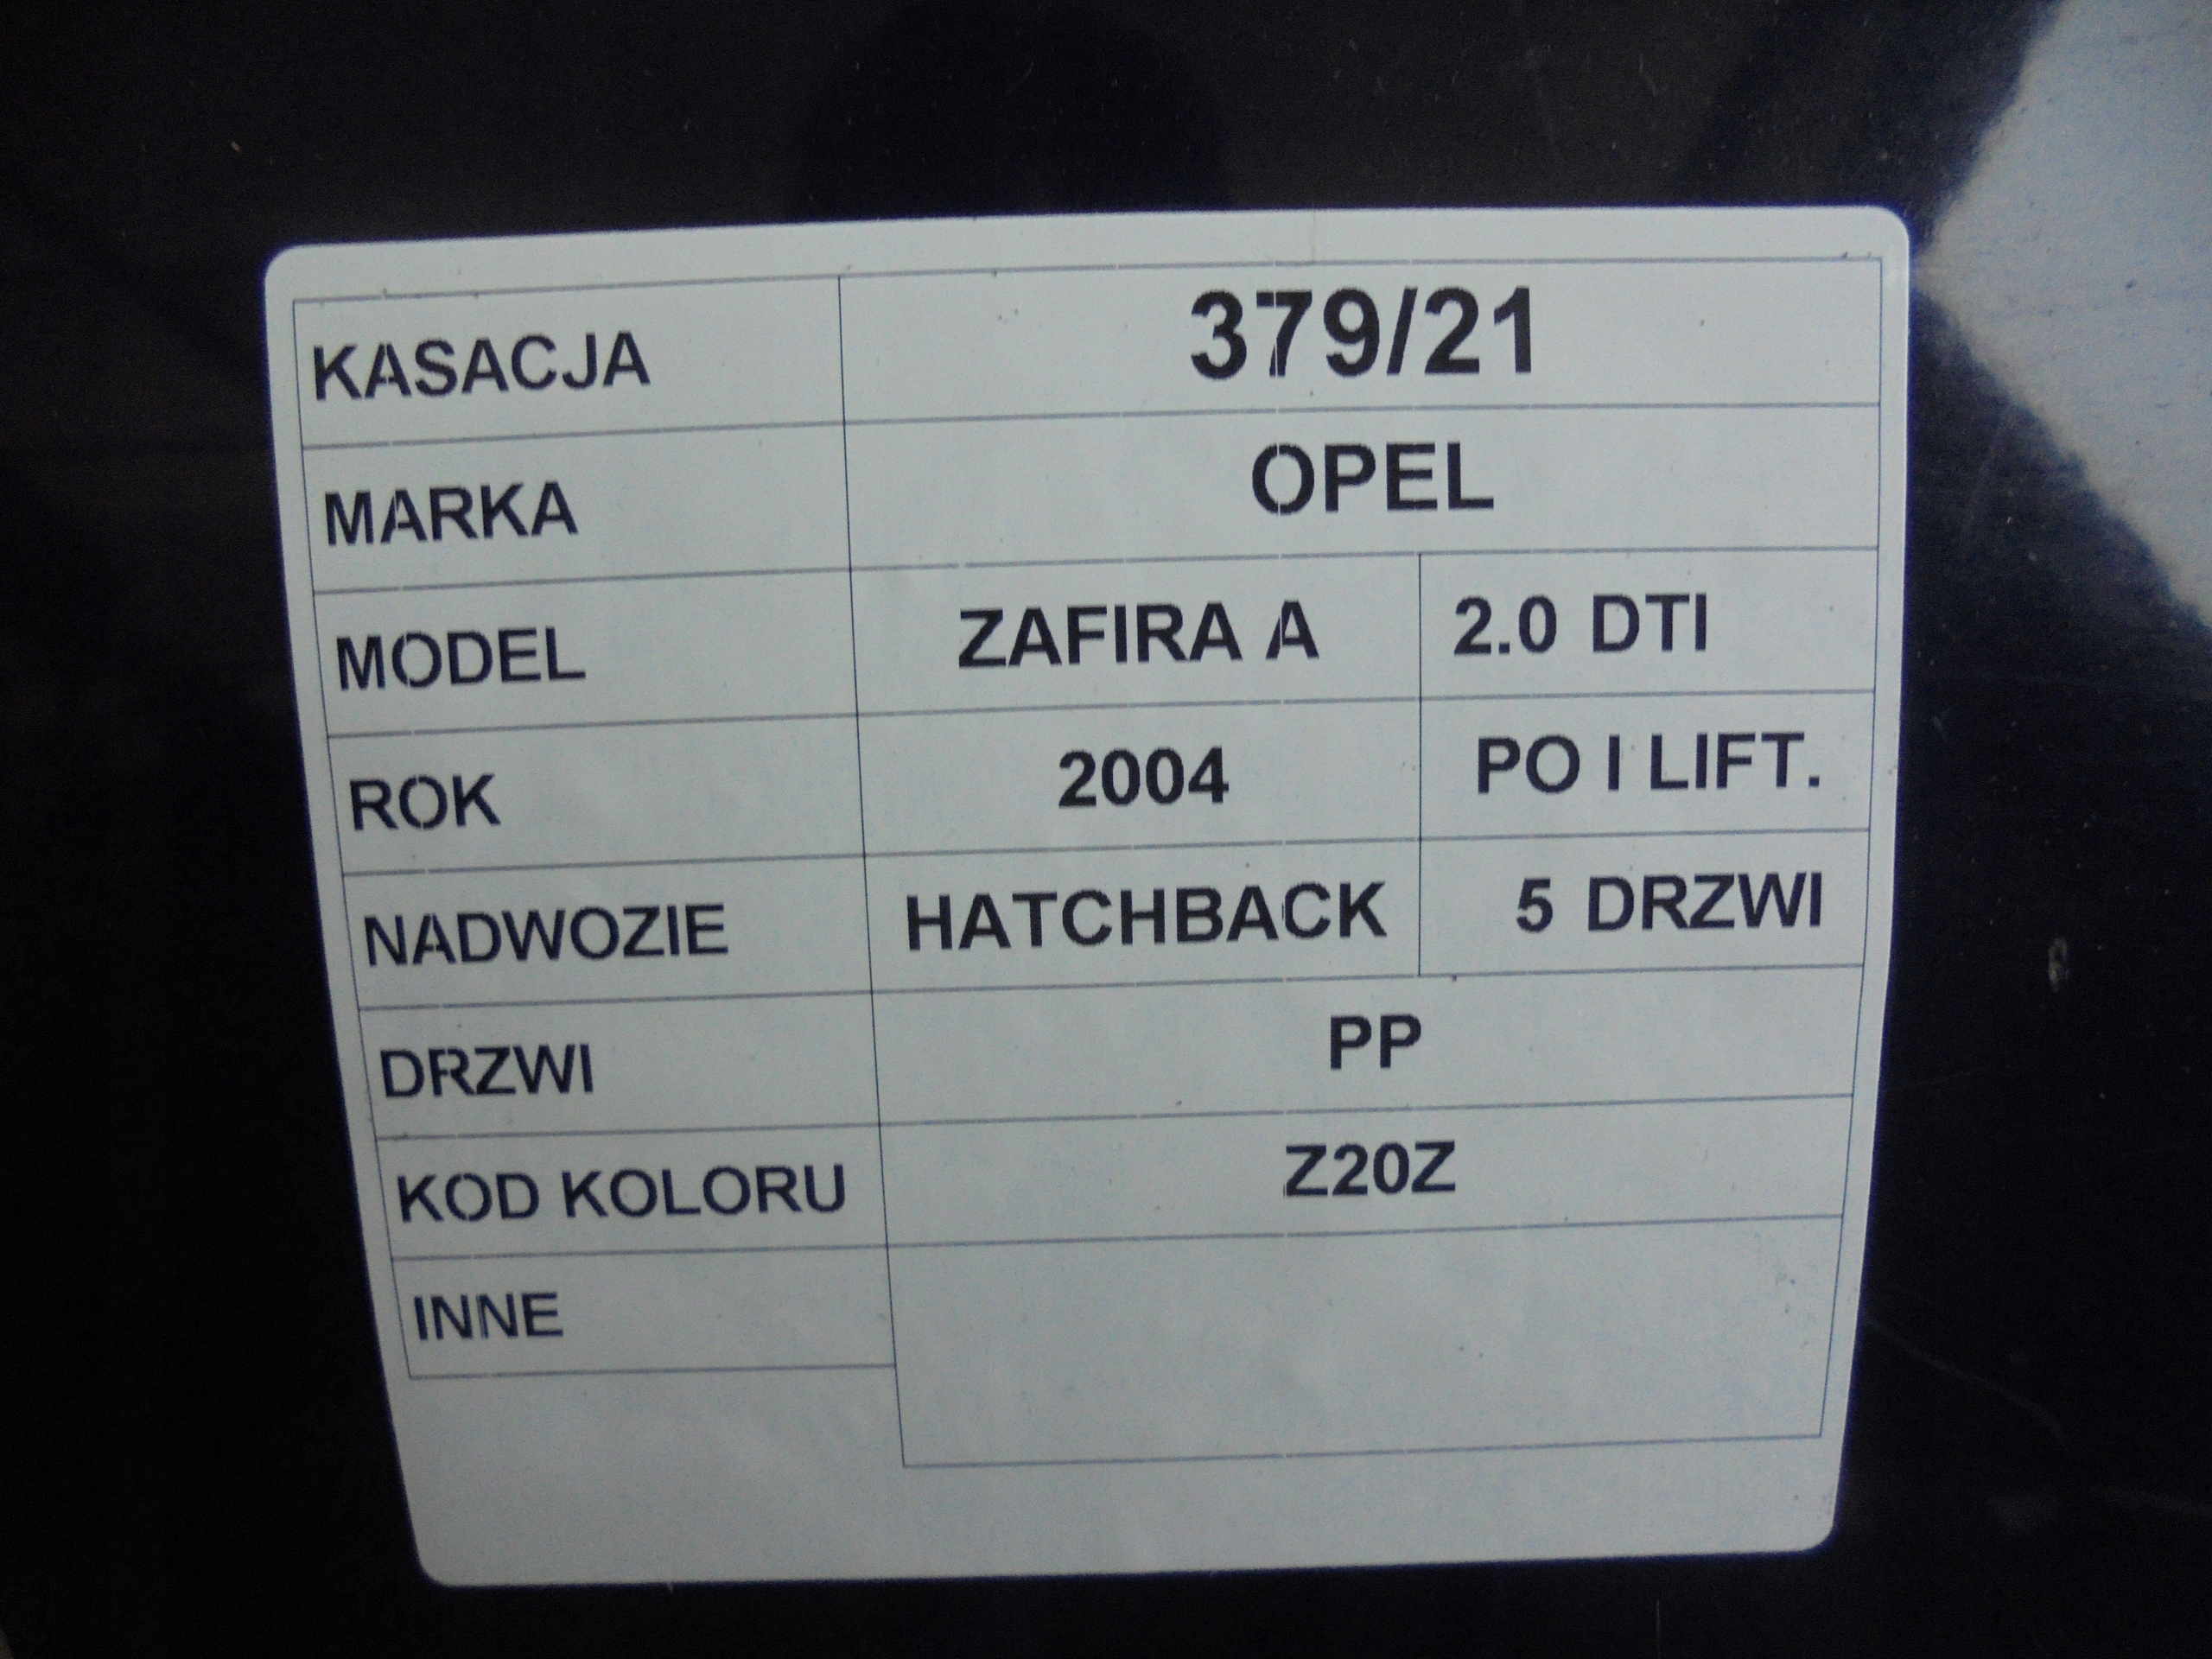 KASACJA 379/21
MARKA OPEL
MODEL ZAFIRA A 2.0 DTI
ROK 2004 PO I LIFT.
NADWOZIE HATCHBACK 5 DRZWI
DRZWI PP
KOD KOLORU Z20Z
INNE